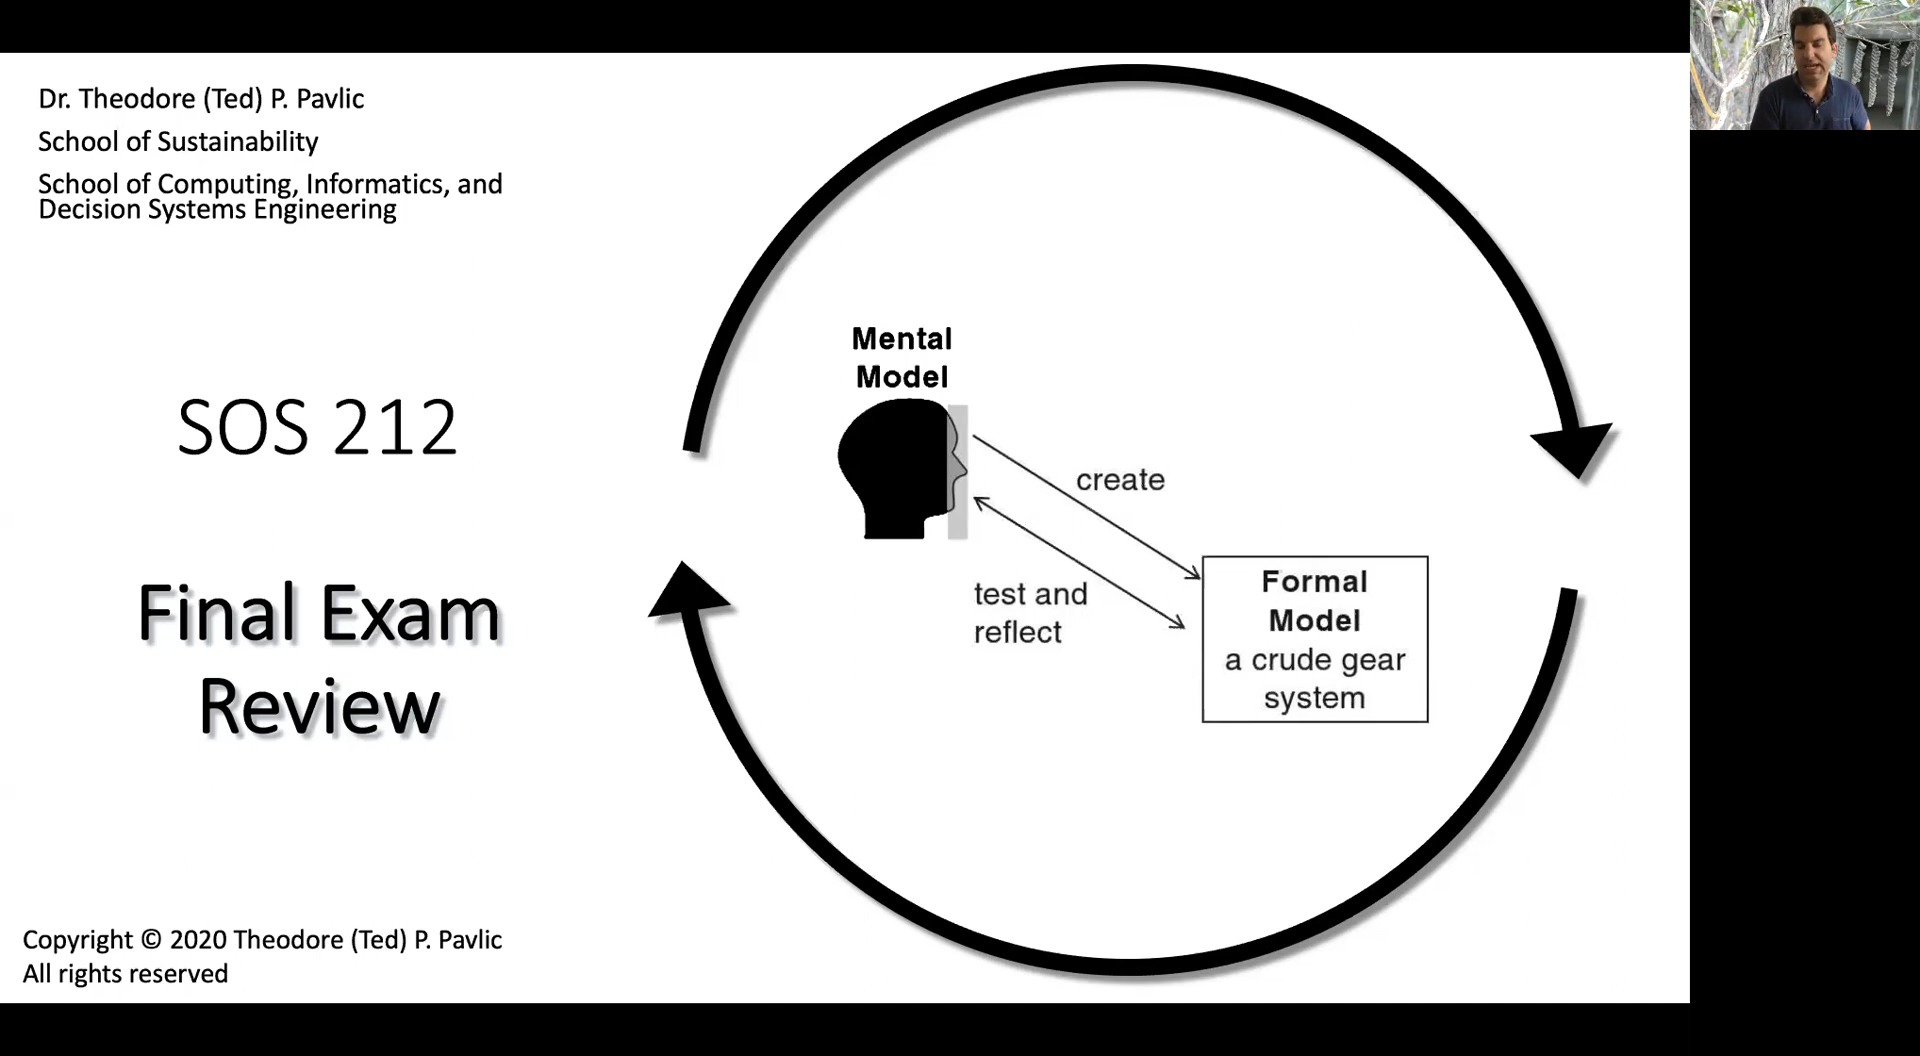 Dr. Theodore (Ted) P. Pavlic
School of Sustainability
School of Computing, Informatics, and
Decision Systems Engineering
SOS 212
Final Exam
Review
Mental
Model
create
test and
reflect
Formal
Model
a crude gear
system
Copyright © 2020 Theodore (Ted) P. Pavlic
All rights reserved